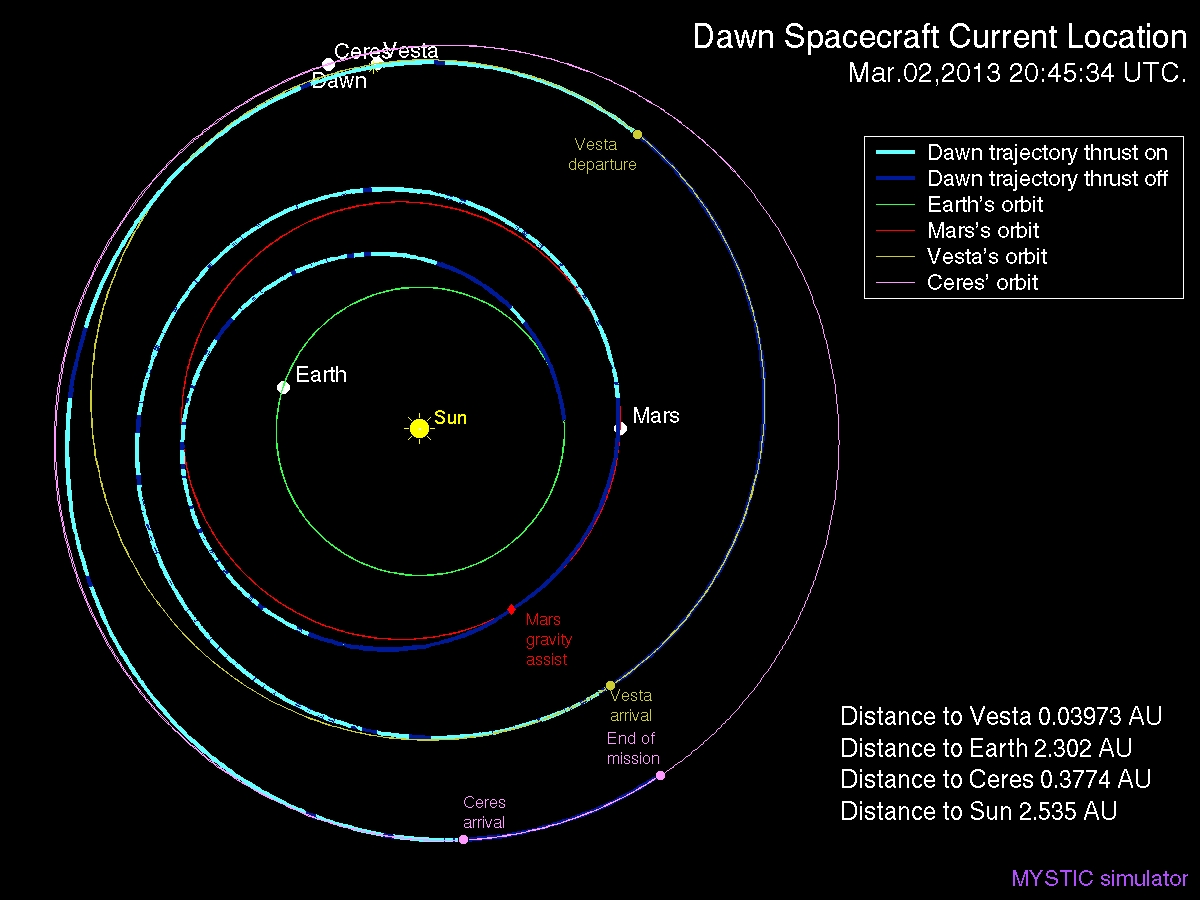 Dawn Spacecraft Current Location
Mar.02,2013 20:45:34 UTC.
Ceres
Vesta
Dawn
Vesta
departure
Dawn trajectory thrust on
Dawn trajectory thrust off
Earth's orbit
Mars's orbit
Vesta's orbit
Ceres' orbit
Earth
Sun
Mars
Mars
gravity
assist
Vesta
arrival
End of
mission
Ceres
arrival
Distance to Vesta 0.03973 AU
Distance to Earth 2.302 AU
Distance to Ceres 0.3774 AU
Distance to Sun 2.535 AU
MYSTIC simulator